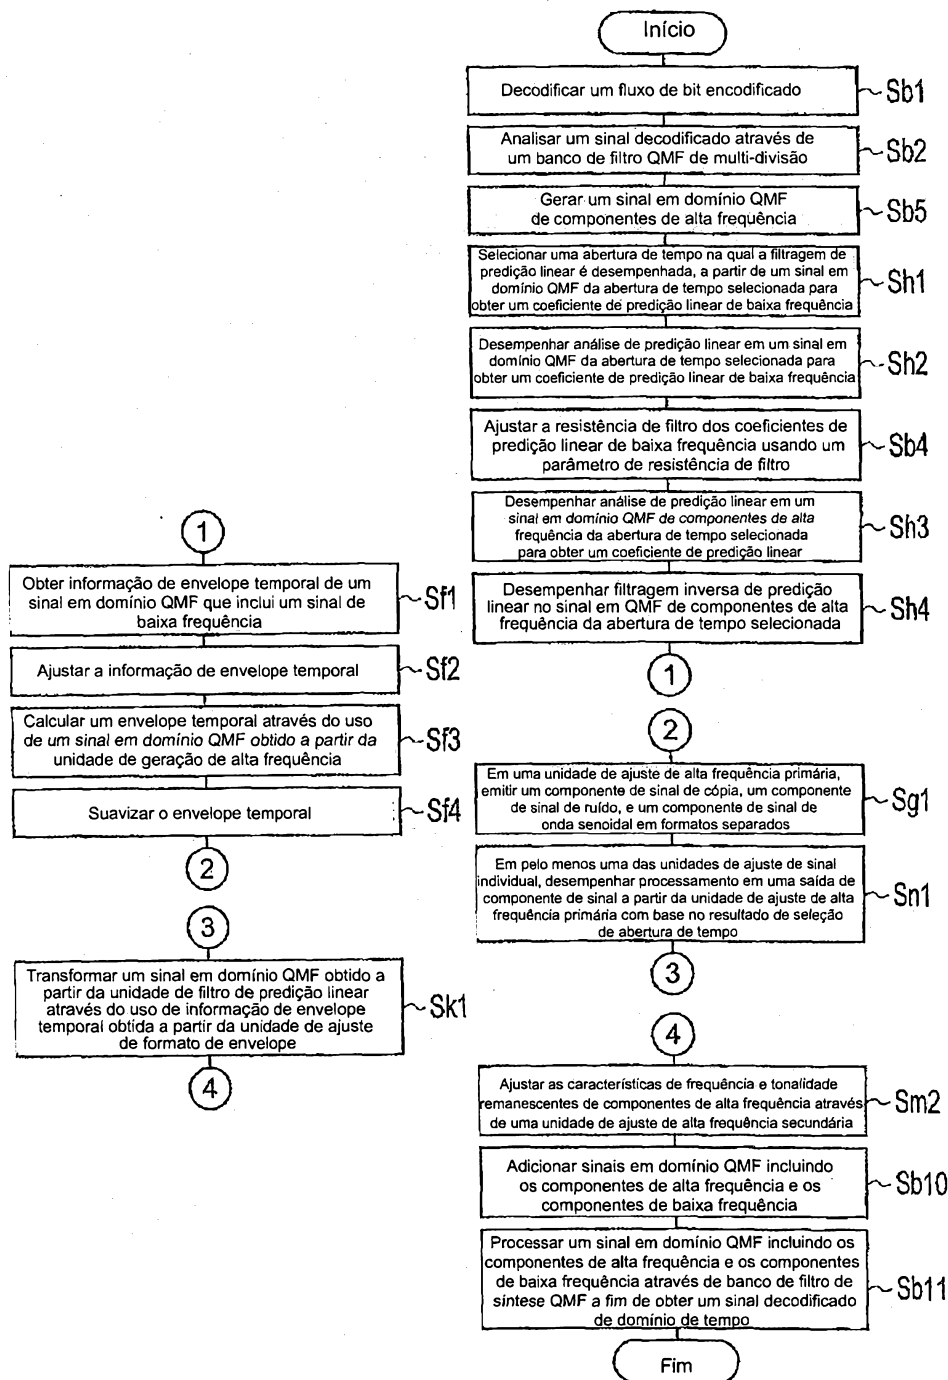 Início
Decodificar um fluxo de bit encodificado
Sb1
Analisar um sinal decodificado através de
um banco de filtro QMF de multi-divisão
Sb2
Gerar um sinal em domínio QMF
de componentes de alta frequência
Sb5
Selecionar uma abertura de tempo na qual a filtragem de
predição linear é desempenhada, a partir de um sinal em
domínio QMF da abertura de tempo selecionada para
obter um coeficiente de predição linear de baixa frequência
Sh1
Desempenhar análise de predição linear em um sinal em
domínio QMF da abertura de tempo selecionada para
obter um coeficiente de predição linear de baixa frequência
Sh2
Ajustar a resistência de filtro dos coeficientes de
predição linear de baixa frequência usando um
parâmetro de resistência de filtro
Sb4
Desempenhar análise de predição linear em um
sinal em domínio QMF de componentes de alta
frequência da abertura de tempo selecionada
para obter um coeficiente de predição linear
Sh3
Desempenhar filtragem inversa de predição
linear no sinal em QMF de componentes de alta
frequência da abertura de tempo selecionada
Sh4
1
1
Obter informação de envelope temporal de um
sinal em domínio QMF que inclui um sinal de
baixa frequência
Sf1
Ajustar a informação de envelope temporal
Sf2
Calcular um envelope temporal através do uso
de um sinal em domínio QMF obtido a partir da
unidade de geração de alta frequência
Sf3
Suavizar o envelope temporal
Sf4
2
2
Em uma unidade de ajuste de alta frequência primária,
emitir um componente de sinal de cópia, um componente
de sinal de ruído, e um componente de sinal de
onda senoidal em formatos separados
Sg1
Em pelo menos uma das unidades de ajuste de sinal
individual, desempenhar processamento em uma saída de
componente de sinal a partir da unidade de ajuste de alta
frequência primária com base no resultado de seleção
de abertura de tempo
Sn1
3
3
Transformar um sinal em domínio QMF obtido a
partir da unidade de filtro de predição linear
através do uso de informação de envelope
temporal obtida a partir da unidade de ajuste
de formato de envelope
Sk1
4
4
Ajustar as características de frequência e tonalidade
remanescentes de componentes de alta frequência através
de uma unidade de ajuste de alta frequência secundária
Sm2
Adicionar sinais em domínio QMF incluindo
os componentes de alta frequência e os
componentes de baixa frequência
Sb10
Processar um sinal em domínio QMF incluindo os
componentes de alta frequência e os componentes
de baixa frequência através de banco de filtro de
síntese QMF a fim de obter um sinal decodificado
de domínio de tempo
Sb11
Fim